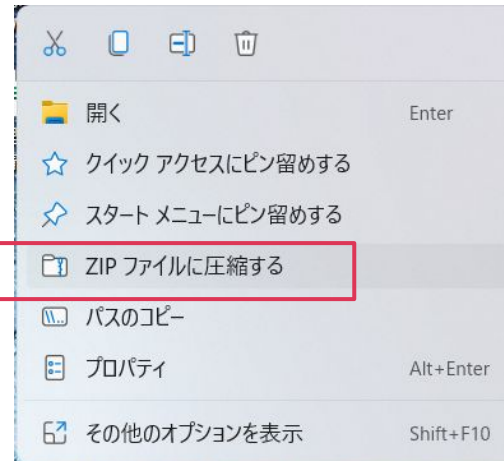 開く Enter
クイック アクセスにピン留めする
スタート メニューにピン留めする
ZIP ファイルに圧縮する
パスのコピー
プロパティ Alt+Enter
その他のオプションを表示 Shift+F10